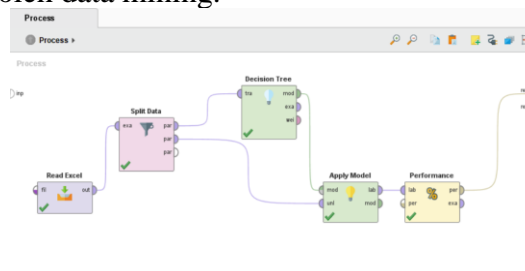 Process
Process
Process
inp
Decision Tree
tra
mod
exa
wei
Split Data
exa
par
par
par
Read Excel
fil
out
Apply Model
mod
lab
unl
mod
Performance
lab
per
per
exa